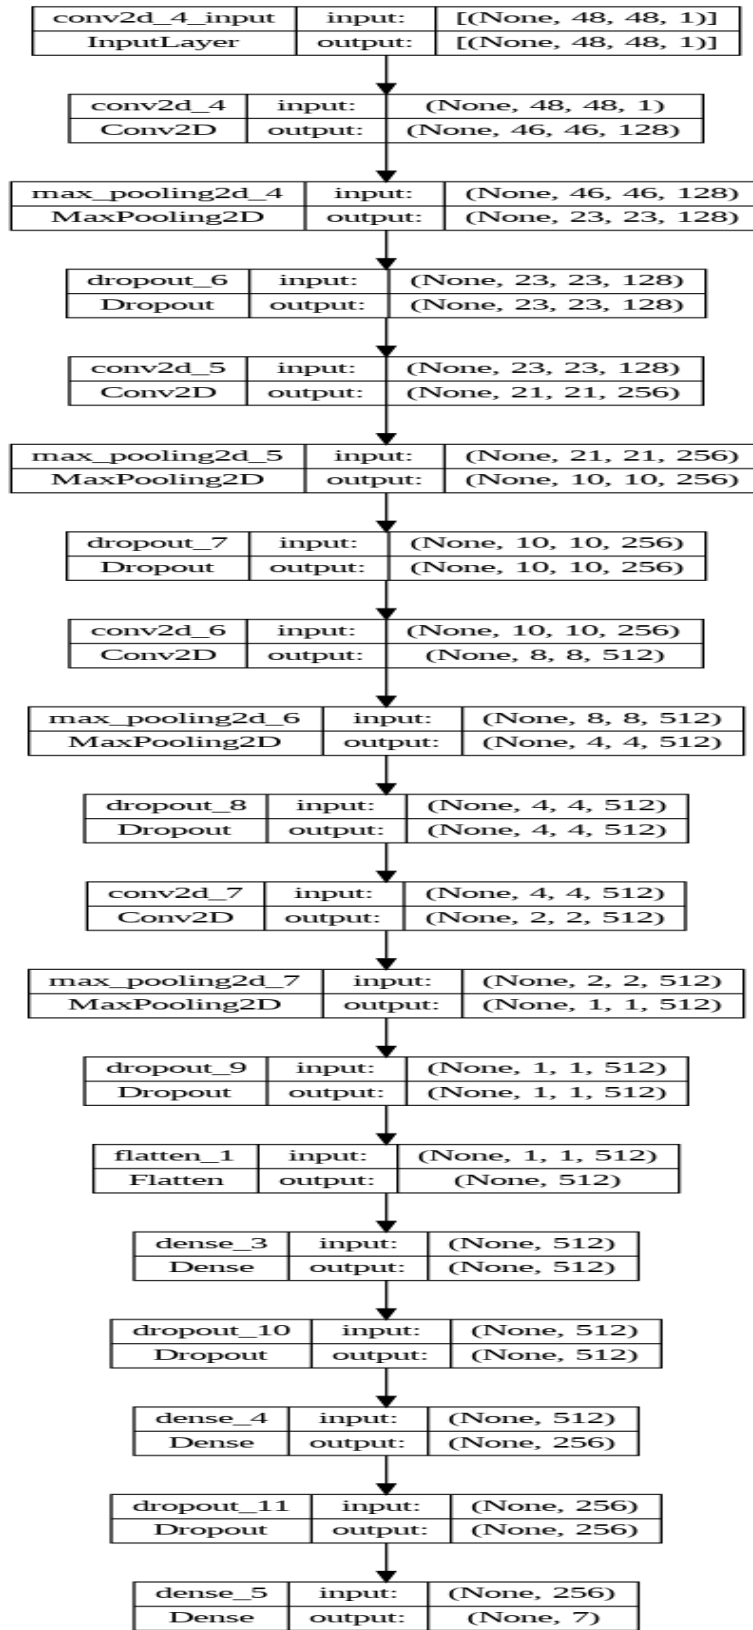 conv2d_4_input input: [(None, 48, 48, 1)]
InputLayer output: [(None, 48, 48, 1)]
conv2d_4 input: (None, 48, 48, 1)
Conv2D output: (None, 46, 46, 128)
max_pooling2d_4 input: (None, 46, 46, 128)
MaxPooling2D output: (None, 23, 23, 128)
dropout_6 input: (None, 23, 23, 128)
Dropout output: (None, 23, 23, 128)
conv2d_5 input: (None, 23, 23, 128)
Conv2D output: (None, 21, 21, 256)
max_pooling2d_5 input: (None, 21, 21, 256)
MaxPooling2D output: (None, 10, 10, 256)
dropout_7 input: (None, 10, 10, 256)
Dropout output: (None, 10, 10, 256)
conv2d_6 input: (None, 10, 10, 256)
Conv2D output: (None, 8, 8, 512)
max_pooling2d_6 input: (None, 8, 8, 512)
MaxPooling2D output: (None, 4, 4, 512)
dropout_8 input: (None, 4, 4, 512)
Dropout output: (None, 4, 4, 512)
conv2d_7 input: (None, 4, 4, 512)
Conv2D output: (None, 2, 2, 512)
max_pooling2d_7 input: (None, 2, 2, 512)
MaxPooling2D output: (None, 1, 1, 512)
dropout_9 input: (None, 1, 1, 512)
Dropout output: (None, 1, 1, 512)
flatten_1 input: (None, 1, 1, 512)
Flatten output: (None, 512)
dense_3 input: (None, 512)
Dense output: (None, 512)
dropout_10 input: (None, 512)
Dropout output: (None, 512)
dense_4 input: (None, 512)
Dense output: (None, 256)
dropout_11 input: (None, 256)
Dropout output: (None, 256)
dense_5 input: (None, 256)
Dense output: (None, 7)